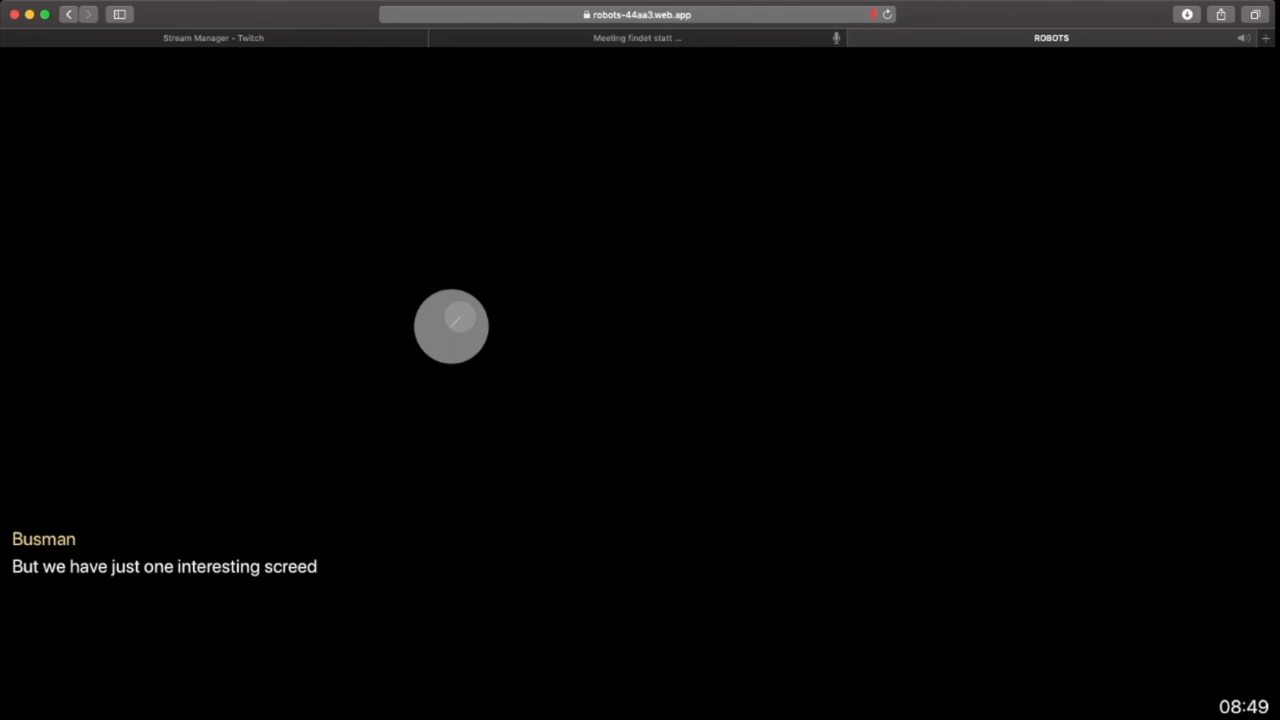 robots-44aa3.web.app
Stream Manager - Twitch
Meeting findet statt ...
ROBOTS
Busman
But we have just one interesting screed
08:49